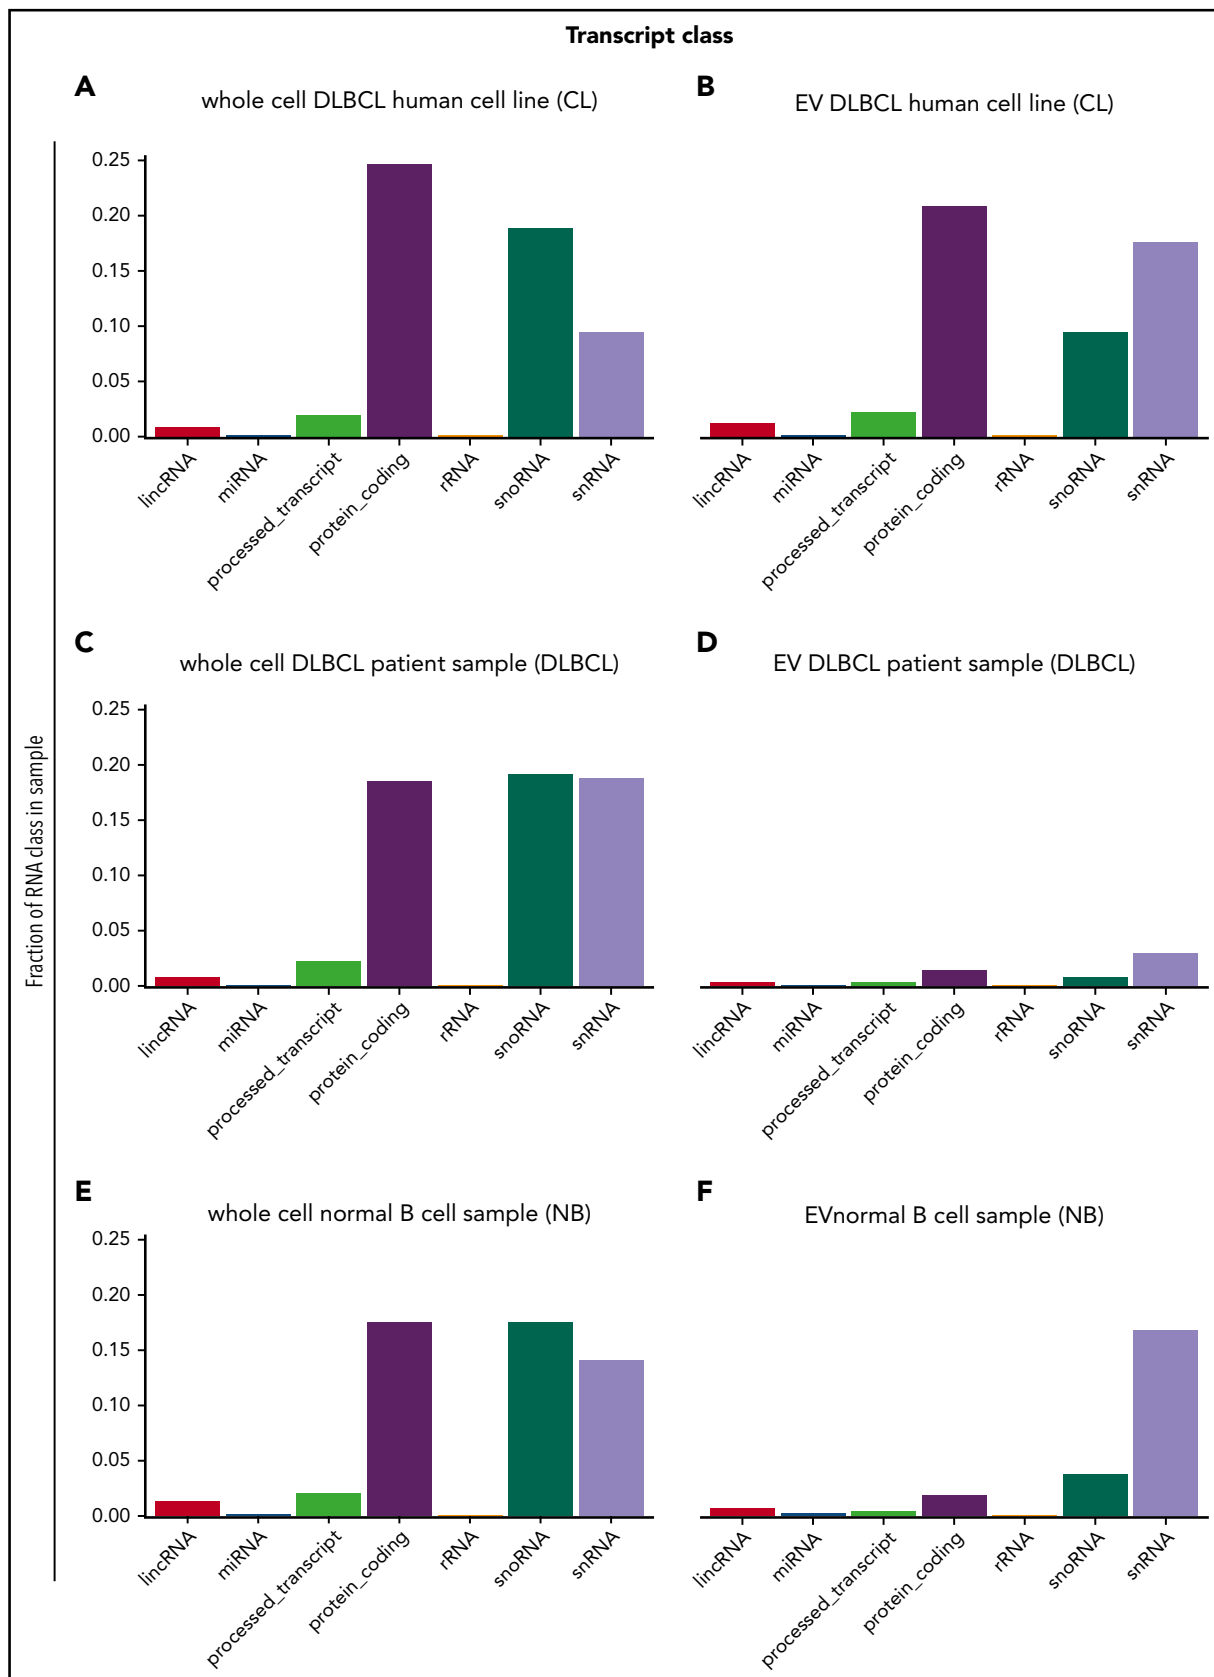 Transcript class
A
whole cell DLBCL human cell line (CL)
0.25
0.20
0.15
0.10
0.05
0.00
lincRNA
miRNA
processed_transcript
protein_coding
rRNA
snoRNA
snRNA
B
EV DLBCL human cell line (CL)
lincRNA
miRNA
processed_transcript
protein_coding
rRNA
snoRNA
snRNA
Fraction of RNA class in sample
C
whole cell DLBCL patient sample (DLBCL)
0.25
0.20
0.15
0.10
0.05
0.00
lincRNA
miRNA
processed_transcript
protein_coding
rRNA
snoRNA
snRNA
D
EV DLBCL patient sample (DLBCL)
lincRNA
miRNA
processed_transcript
protein_coding
rRNA
snoRNA
snRNA
E
whole cell normal B cell sample (NB)
0.25
0.20
0.15
0.10
0.05
0.00
lincRNA
miRNA
processed_transcript
protein_coding
rRNA
snoRNA
snRNA
F
EVnormal B cell sample (NB)
lincRNA
miRNA
processed_transcript
protein_coding
rRNA
snoRNA
snRNA